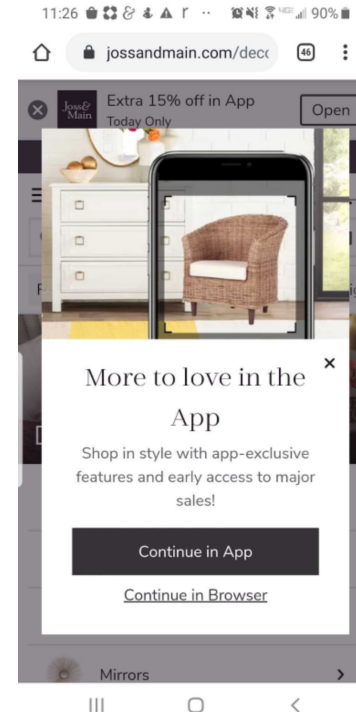 11:26
90%
jossandmain.com/deco
46
Joss&
Main
Extra 15% off in App
Today Only
Open
More to love in the
App
Shop in style with app-exclusive
features and early access to major
sales!
Continue in App
Continue in Browser
Mirrors